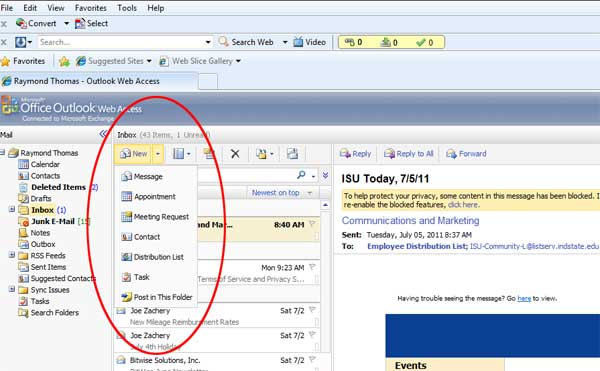 File Edit View Favorites Tools Help
x Convert Select
x Search... Search Web Video 0 0 0
Favorites Suggested Sites Web Slice Gallery
Raymond Thomas - Outlook Web Access
Microsoft
Office Outlook Web Access
Connected to Microsoft Exchange
Mail
Raymond Thomas
Calendar
Contacts
Deleted Items (2)
Drafts
Inbox (1)
Junk E-Mail [15]
Notes
Outbox
RSS Feeds
Sent Items
Suggested Contacts
Sync Issues
Tasks
Search Folders
Inbox (43 Items, 1 Unread)
New
Message
Appointment
Meeting Request
Contact
Distribution List
Task
Post in This Folder
Newest on top
and Mar... 8:40 AM
Mon 9:23 AM
Terms of Service and Privacy S...
Joe Zachery Sat 7/2
New Mileage Reimbursement Rates
Joe Zachery Sat 7/2
July 4th Holiday
Bitwise Solutions, Inc. Sat 7/2
Reply Reply to All Forward
ISU Today, 7/5/11
To help protect your privacy, some content in this message has been blocked. I
re-enable the blocked features, click here.
Communications and Marketing
Sent: Tuesday, July 05, 2011 8:37 AM
To: Employee Distribution List; ISU-Community-L@listserv.indstate.edu
Having trouble seeing the message? Go here to view.
Events